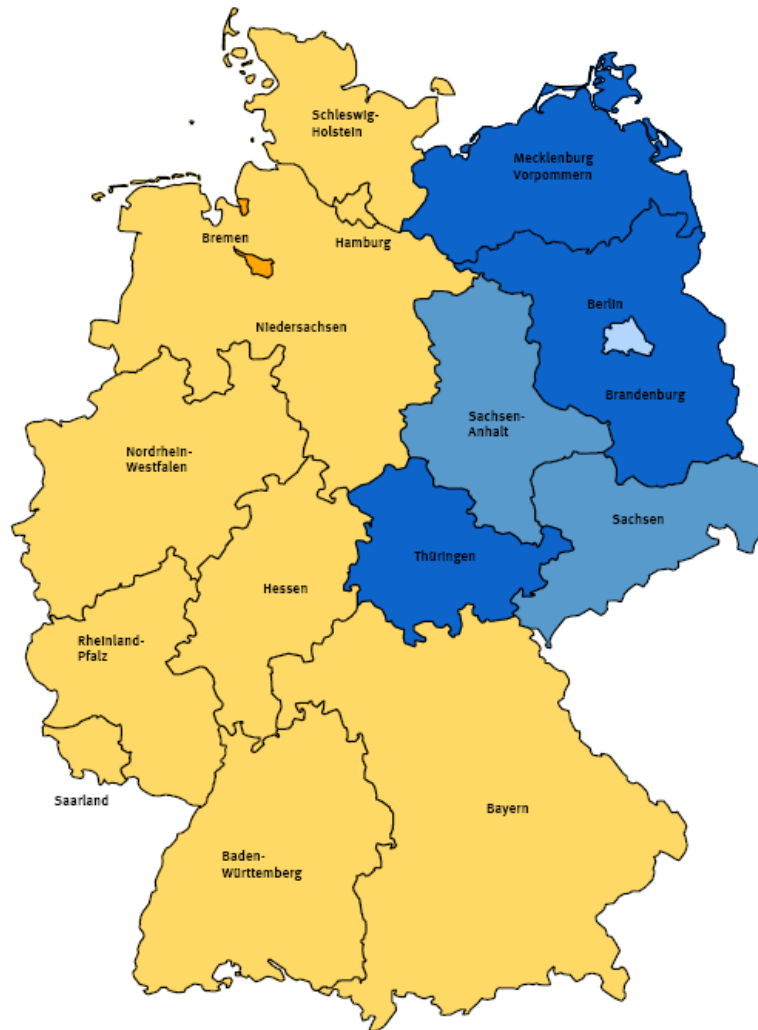 Schleswig-
Holstein
Mecklenburg
Vorpommern
Bremen
Hamburg
Berlin
Niedersachsen
Brandenburg
Sachsen-
Anhalt
Nordrhein-
Westfalen
Sachsen
Thüringen
Hessen
Rheinland-
Pfalz
Saarland
Bayern
Baden-
Württemberg